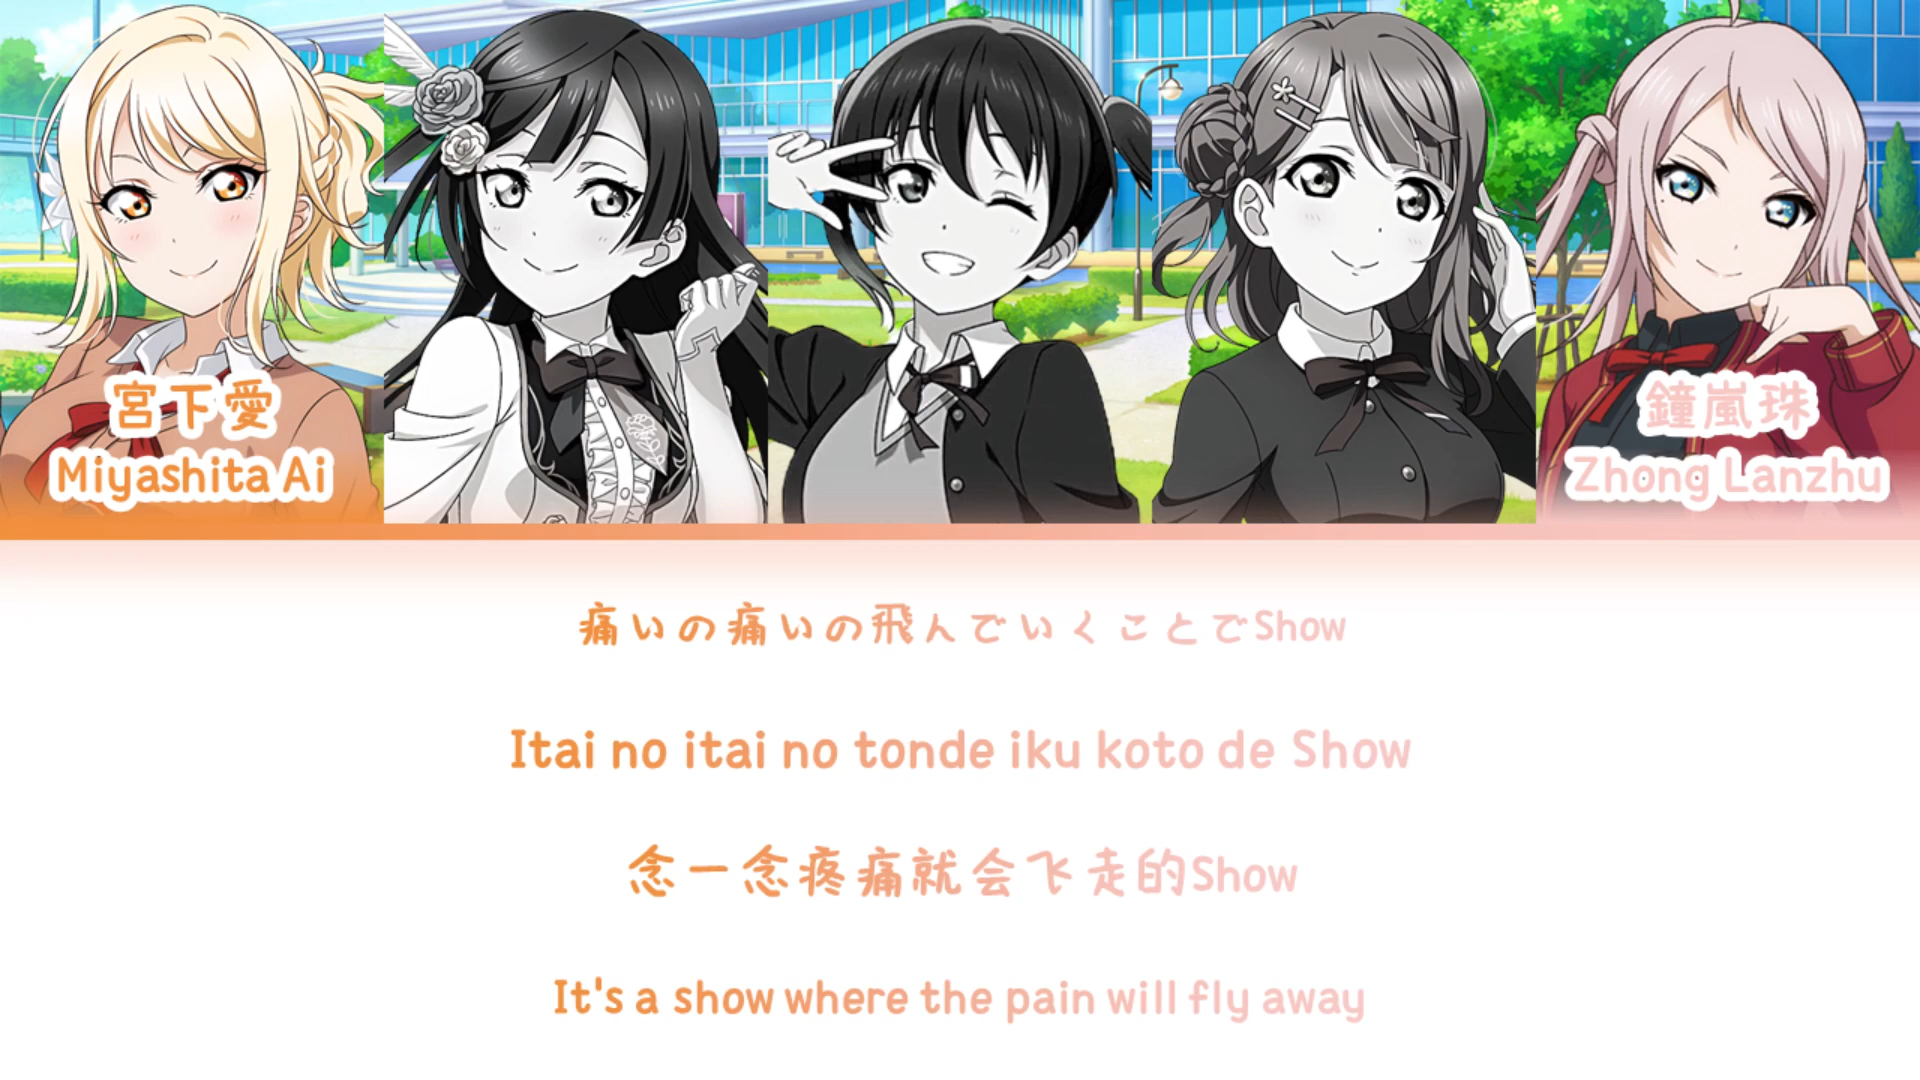 宮下愛
Miyashita Ai
鐘嵐珠
Zhong Lanzhu
痛いの痛いの飛んでいくことでShow
Itai no itai no tonde iku koto de Show
念一念疼痛就会飞走的Show
It's a show where the pain will fly away